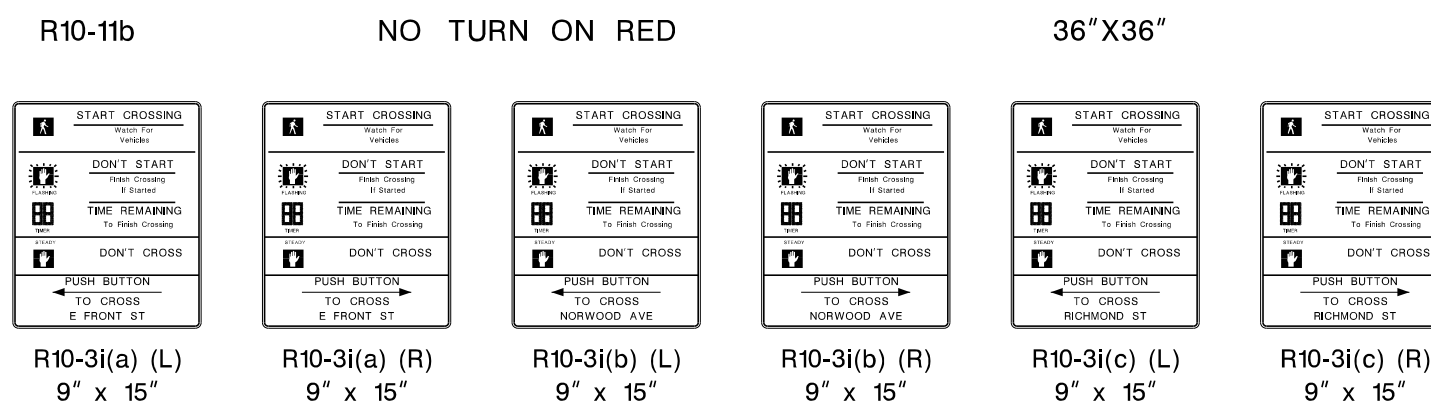 R10-11b NO TURN ON RED 36"X36"
START CROSSING
Watch For
Vehicles
DON'T START
Finish Crossing
If Started
FLASHING
TIME REMAINING
To Finish Crossing
TIMER
STEADY
DON'T CROSS
PUSH BUTTON
TO CROSS
E FRONT ST
R10-3i(a) (L)
9" x 15"
START CROSSING
Watch For
Vehicles
DON'T START
Finish Crossing
If Started
FLASHING
TIME REMAINING
To Finish Crossing
TIMER
STEADY
DON'T CROSS
PUSH BUTTON
TO CROSS
E FRONT ST
R10-3i(a) (R)
9" x 15"
START CROSSING
Watch For
Vehicles
DON'T START
Finish Crossing
If Started
FLASHING
TIME REMAINING
To Finish Crossing
TIMER
STEADY
DON'T CROSS
PUSH BUTTON
TO CROSS
NORWOOD AVE
R10-3i(b) (L)
9" x 15"
START CROSSING
Watch For
Vehicles
DON'T START
Finish Crossing
If Started
FLASHING
TIME REMAINING
To Finish Crossing
TIMER
STEADY
DON'T CROSS
PUSH BUTTON
TO CROSS
NORWOOD AVE
R10-3i(b) (R)
9" x 15"
START CROSSING
Watch For
Vehicles
DON'T START
Finish Crossing
If Started
FLASHING
TIME REMAINING
To Finish Crossing
TIMER
STEADY
DON'T CROSS
PUSH BUTTON
TO CROSS
RICHMOND ST
R10-3i(c) (L)
9" x 15"
START CROSSING
Watch For
Vehicles
DON'T START
Finish Crossing
If Started
FLASHING
TIME REMAINING
To Finish Crossing
TIMER
STEADY
DON'T CROSS
PUSH BUTTON
TO CROSS
RICHMOND ST
R10-3i(c) (R)
9" x 15"